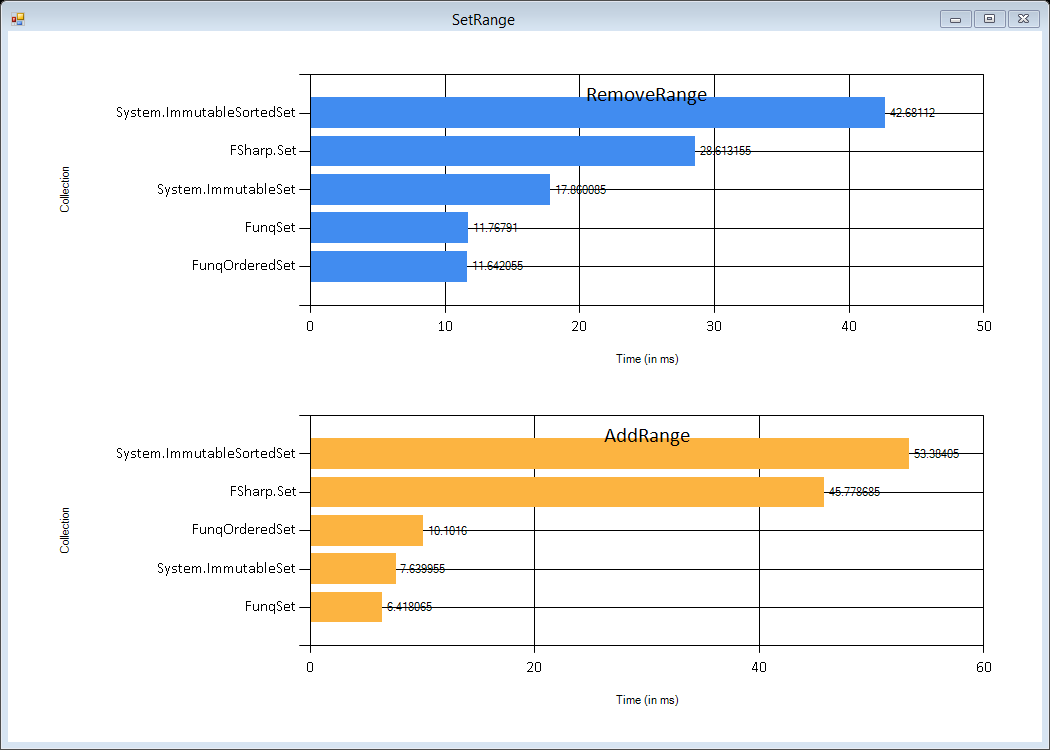 SetRange
RemoveRange
System.ImmutableSortedSet 42.68112
FSharp.Set 28.613155
System.ImmutableSet 17.860085
FunqSet 11.76791
FunqOrderedSet 11.642055
Collection
0 10 20 30 40 50
Time (in ms)
AddRange
System.ImmutableSortedSet 53.38405
FSharp.Set 45.778685
FunqOrderedSet 10.1016
System.ImmutableSet 7.639955
FunqSet 6.418065
Collection
0 20 40 60
Time (in ms)